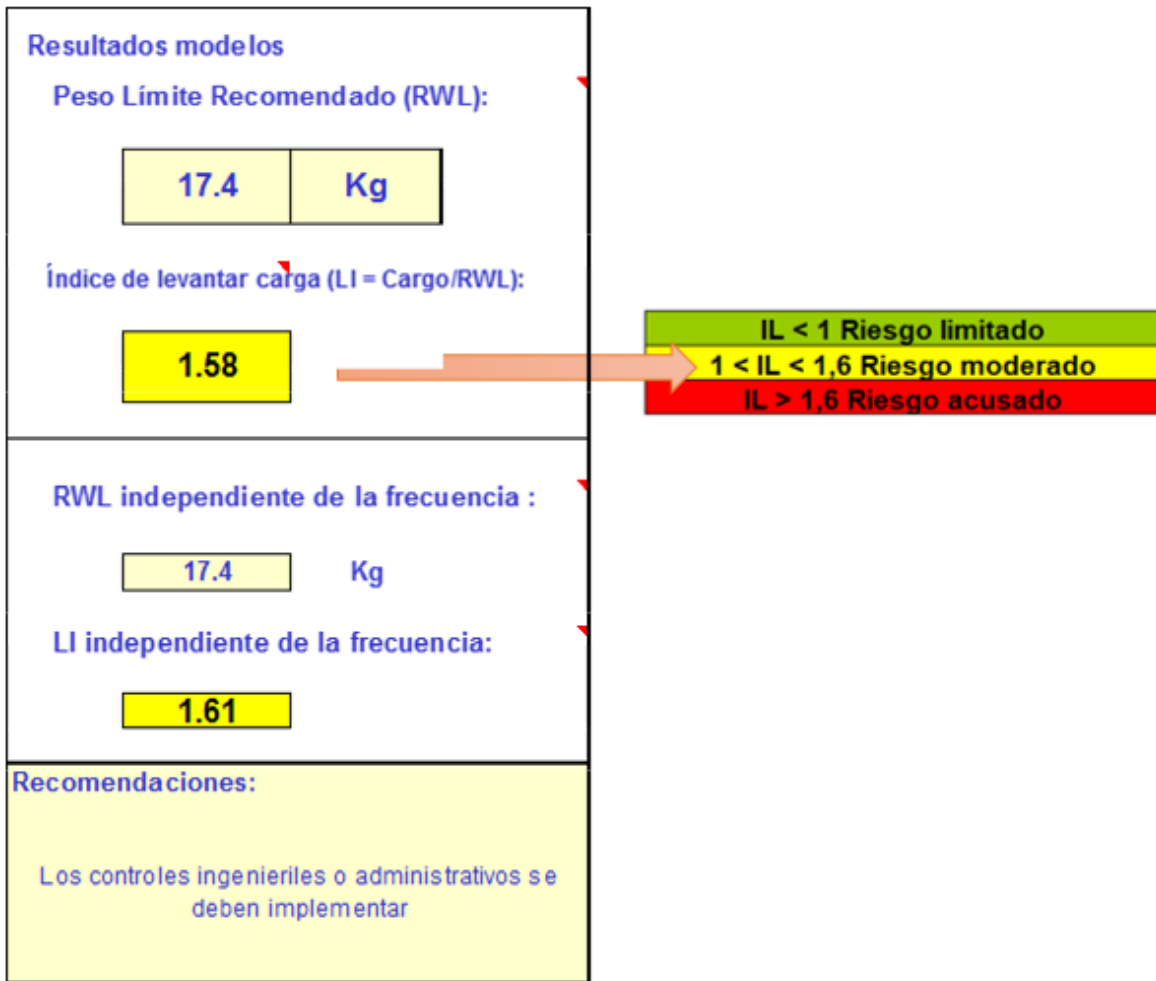 Resultados modelos
Peso Límite Recomendado (RWL):
17.4 Kg
Índice de levantar carga (LI = Cargo/RWL):
1.58
IL < 1 Riesgo limitado
1 < IL < 1,6 Riesgo moderado
IL > 1,6 Riesgo acusado
RWL independiente de la frecuencia :
17.4 Kg
LI independiente de la frecuencia:
1.61
Recomendaciones:
Los controles ingenieriles o administrativos se
deben implementar